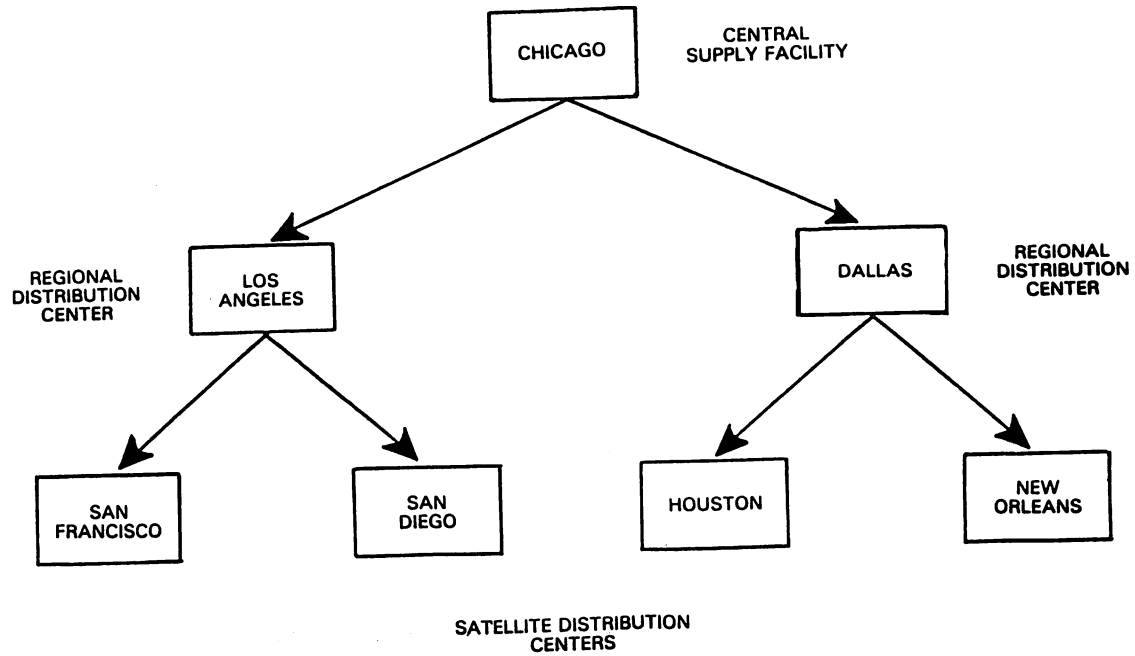 CHICAGO
CENTRAL
SUPPLY FACILITY
REGIONAL
DISTRIBUTION
CENTER
LOS
ANGELES
DALLAS
REGIONAL
DISTRIBUTION
CENTER
SAN
FRANCISCO
SAN
DIEGO
HOUSTON
NEW
ORLEANS
SATELLITE DISTRIBUTION
CENTERS